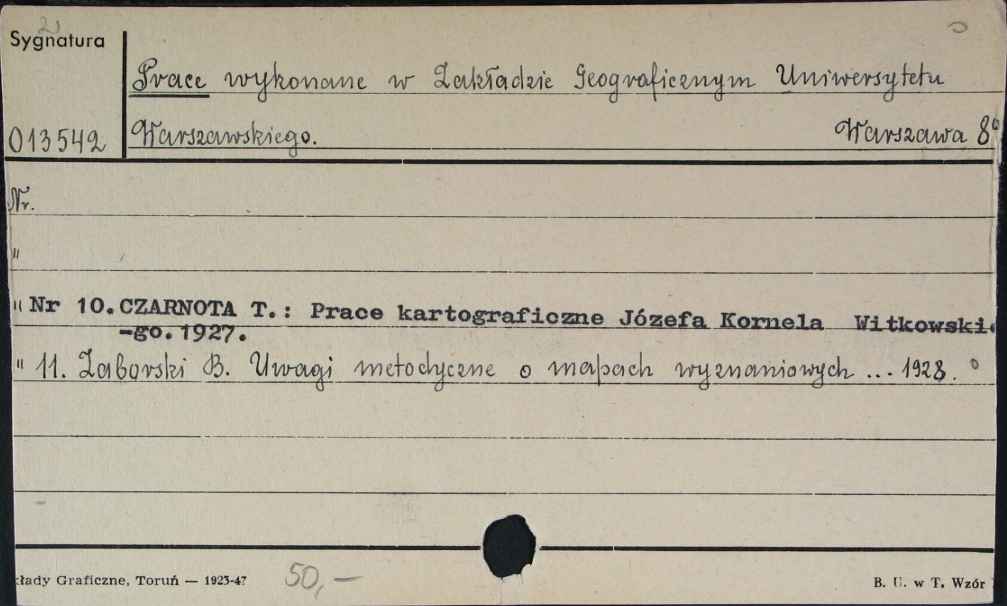 Sygnatura
Prace wykonane w Zakładzie Geograficznym Uniwersytetu
013542 Warszawskiego. Warszawa 8°
Nr.
"
" Nr 10. CZARNOTA T.: Prace kartograficzne Józefa Kornela Witkowskie
-go. 1927.
" 11. Zaborski B. Uwagi metodyczne o mapach wyznaniowych ... 1928.
kłady Graficzne, Toruń — 1923-47 50,— B. U. w T. Wzór